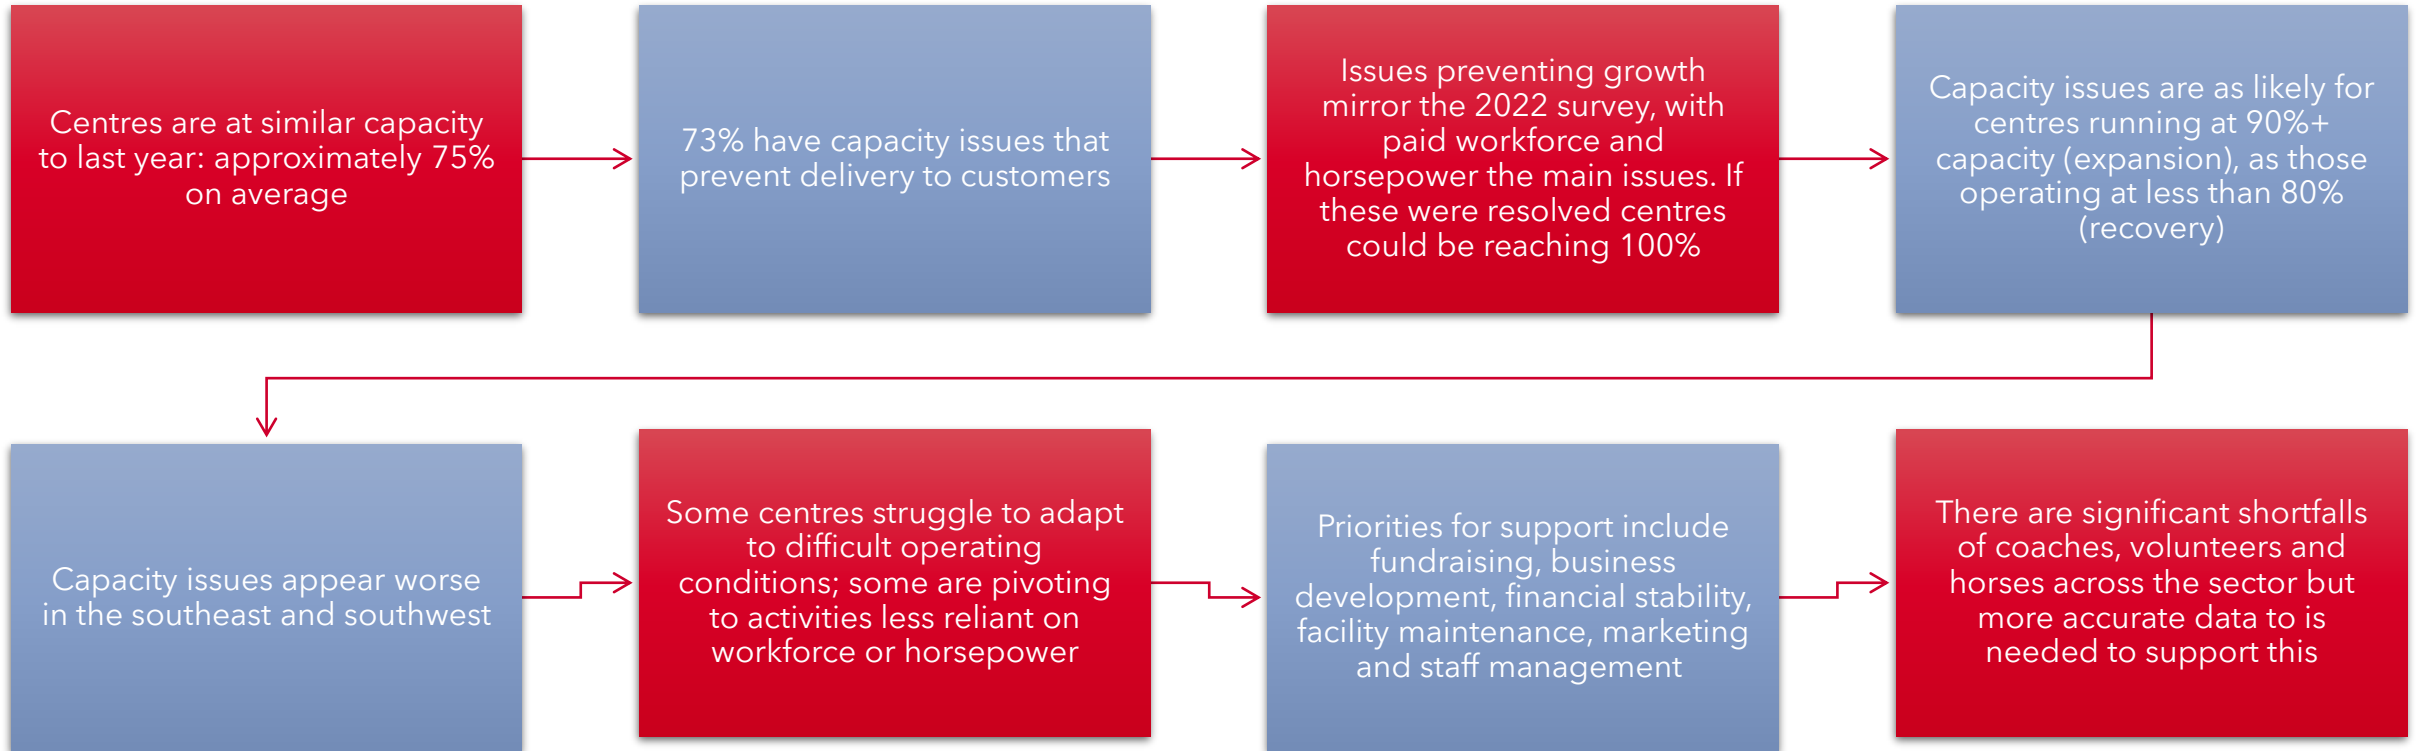 Centres are at similar capacity
to last year: approximately 75%
on average
73% have capacity issues that
prevent delivery to customers
Issues preventing growth
mirror the 2022 survey, with
paid workforce and
horsepower the main issues. If
these were resolved centres
could be reaching 100%
Capacity issues are as likely for
centres running at 90%+
capacity (expansion), as those
operating at less than 80%
(recovery)
Capacity issues appear worse
in the southeast and southwest
Some centres struggle to adapt
to difficult operating
conditions; some are pivoting
to activities less reliant on
workforce or horsepower
Priorities for support include
fundraising, business
development, financial stability,
facility maintenance, marketing
and staff management
There are significant shortfalls
of coaches, volunteers and
horses across the sector but
more accurate data to is
needed to support this